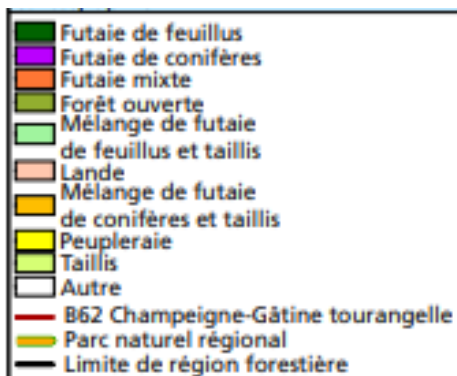 Futaie de feuillus
Futaie de conifères
Futaie mixte
Forêt ouverte
Mélange de futaie
de feuillus et taillis
Lande
Mélange de futaie
de conifères et taillis
Peupleraie
Taillis
Autre
B62 Champeigne-Gâtine tourangelle
Parc naturel régional
Limite de région forestière